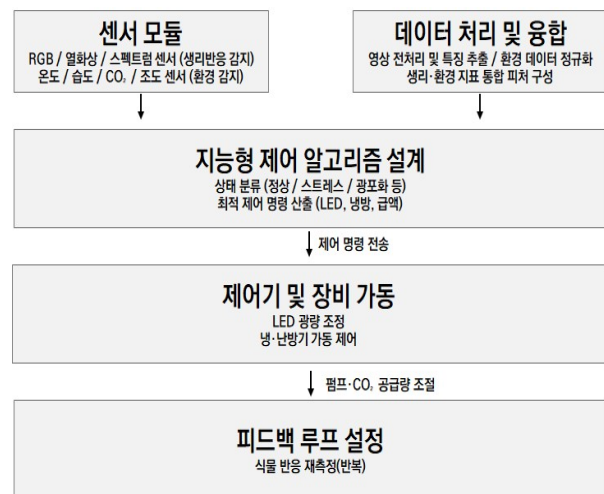 센서 모듈
RGB / 열화상 / 스펙트럼 센서 (생리반응 감지)
온도 / 습도 / CO₂ / 조도 센서 (환경 감지)
데이터 처리 및 융합
영상 전처리 및 특징 추출 / 환경 데이터 정규화
생리·환경 지표 통합 피처 구성
지능형 제어 알고리즘 설계
상태 분류 (정상 / 스트레스 / 광포화 등)
최적 제어 명령 산출 (LED, 냉방, 급액)
제어 명령 전송
제어기 및 장비 가동
LED 광량 조정
냉·난방기 가동 제어
펌프·CO₂ 공급량 조절
피드백 루프 설정
식물 반응 재측정(반복)